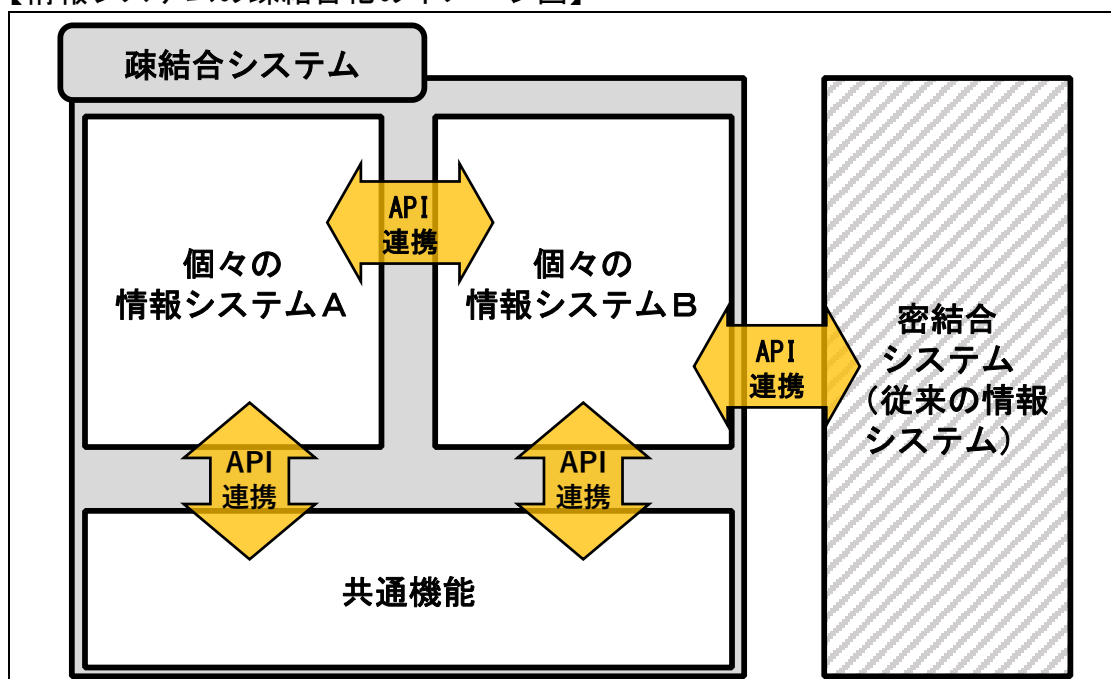 疎結合システム
API
連携
個々の
情報システムA
個々の
情報システムB
API
連携
密結合
システム
(従来の情報
システム)
API
連携
API
連携
共通機能